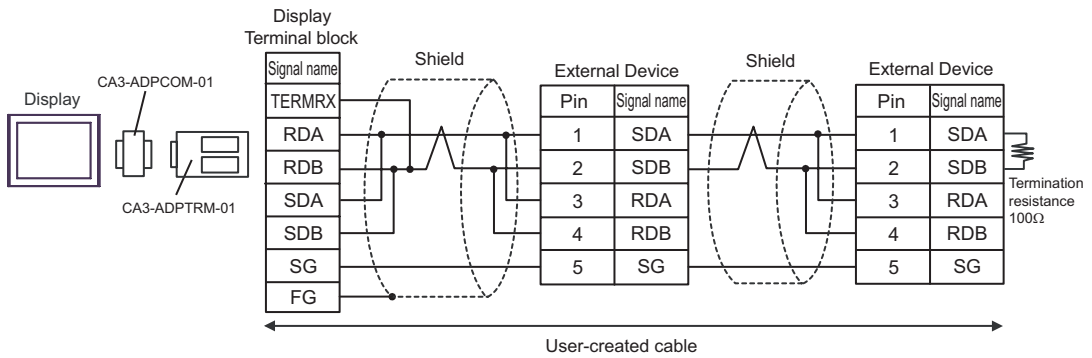 Display
Terminal block
Signal name
TERMRX
RDA
RDB
SDA
SDB
SG
FG
Display
CA3-ADPCOM-01
CA3-ADPTRM-01
Shield
External Device
Pin Signal name
1 SDA
2 SDB
3 RDA
4 RDB
5 SG
Shield
External Device
Pin Signal name
1 SDA
2 SDB
3 RDA
4 RDB
5 SG
Termination
resistance
100Ω
User-created cable